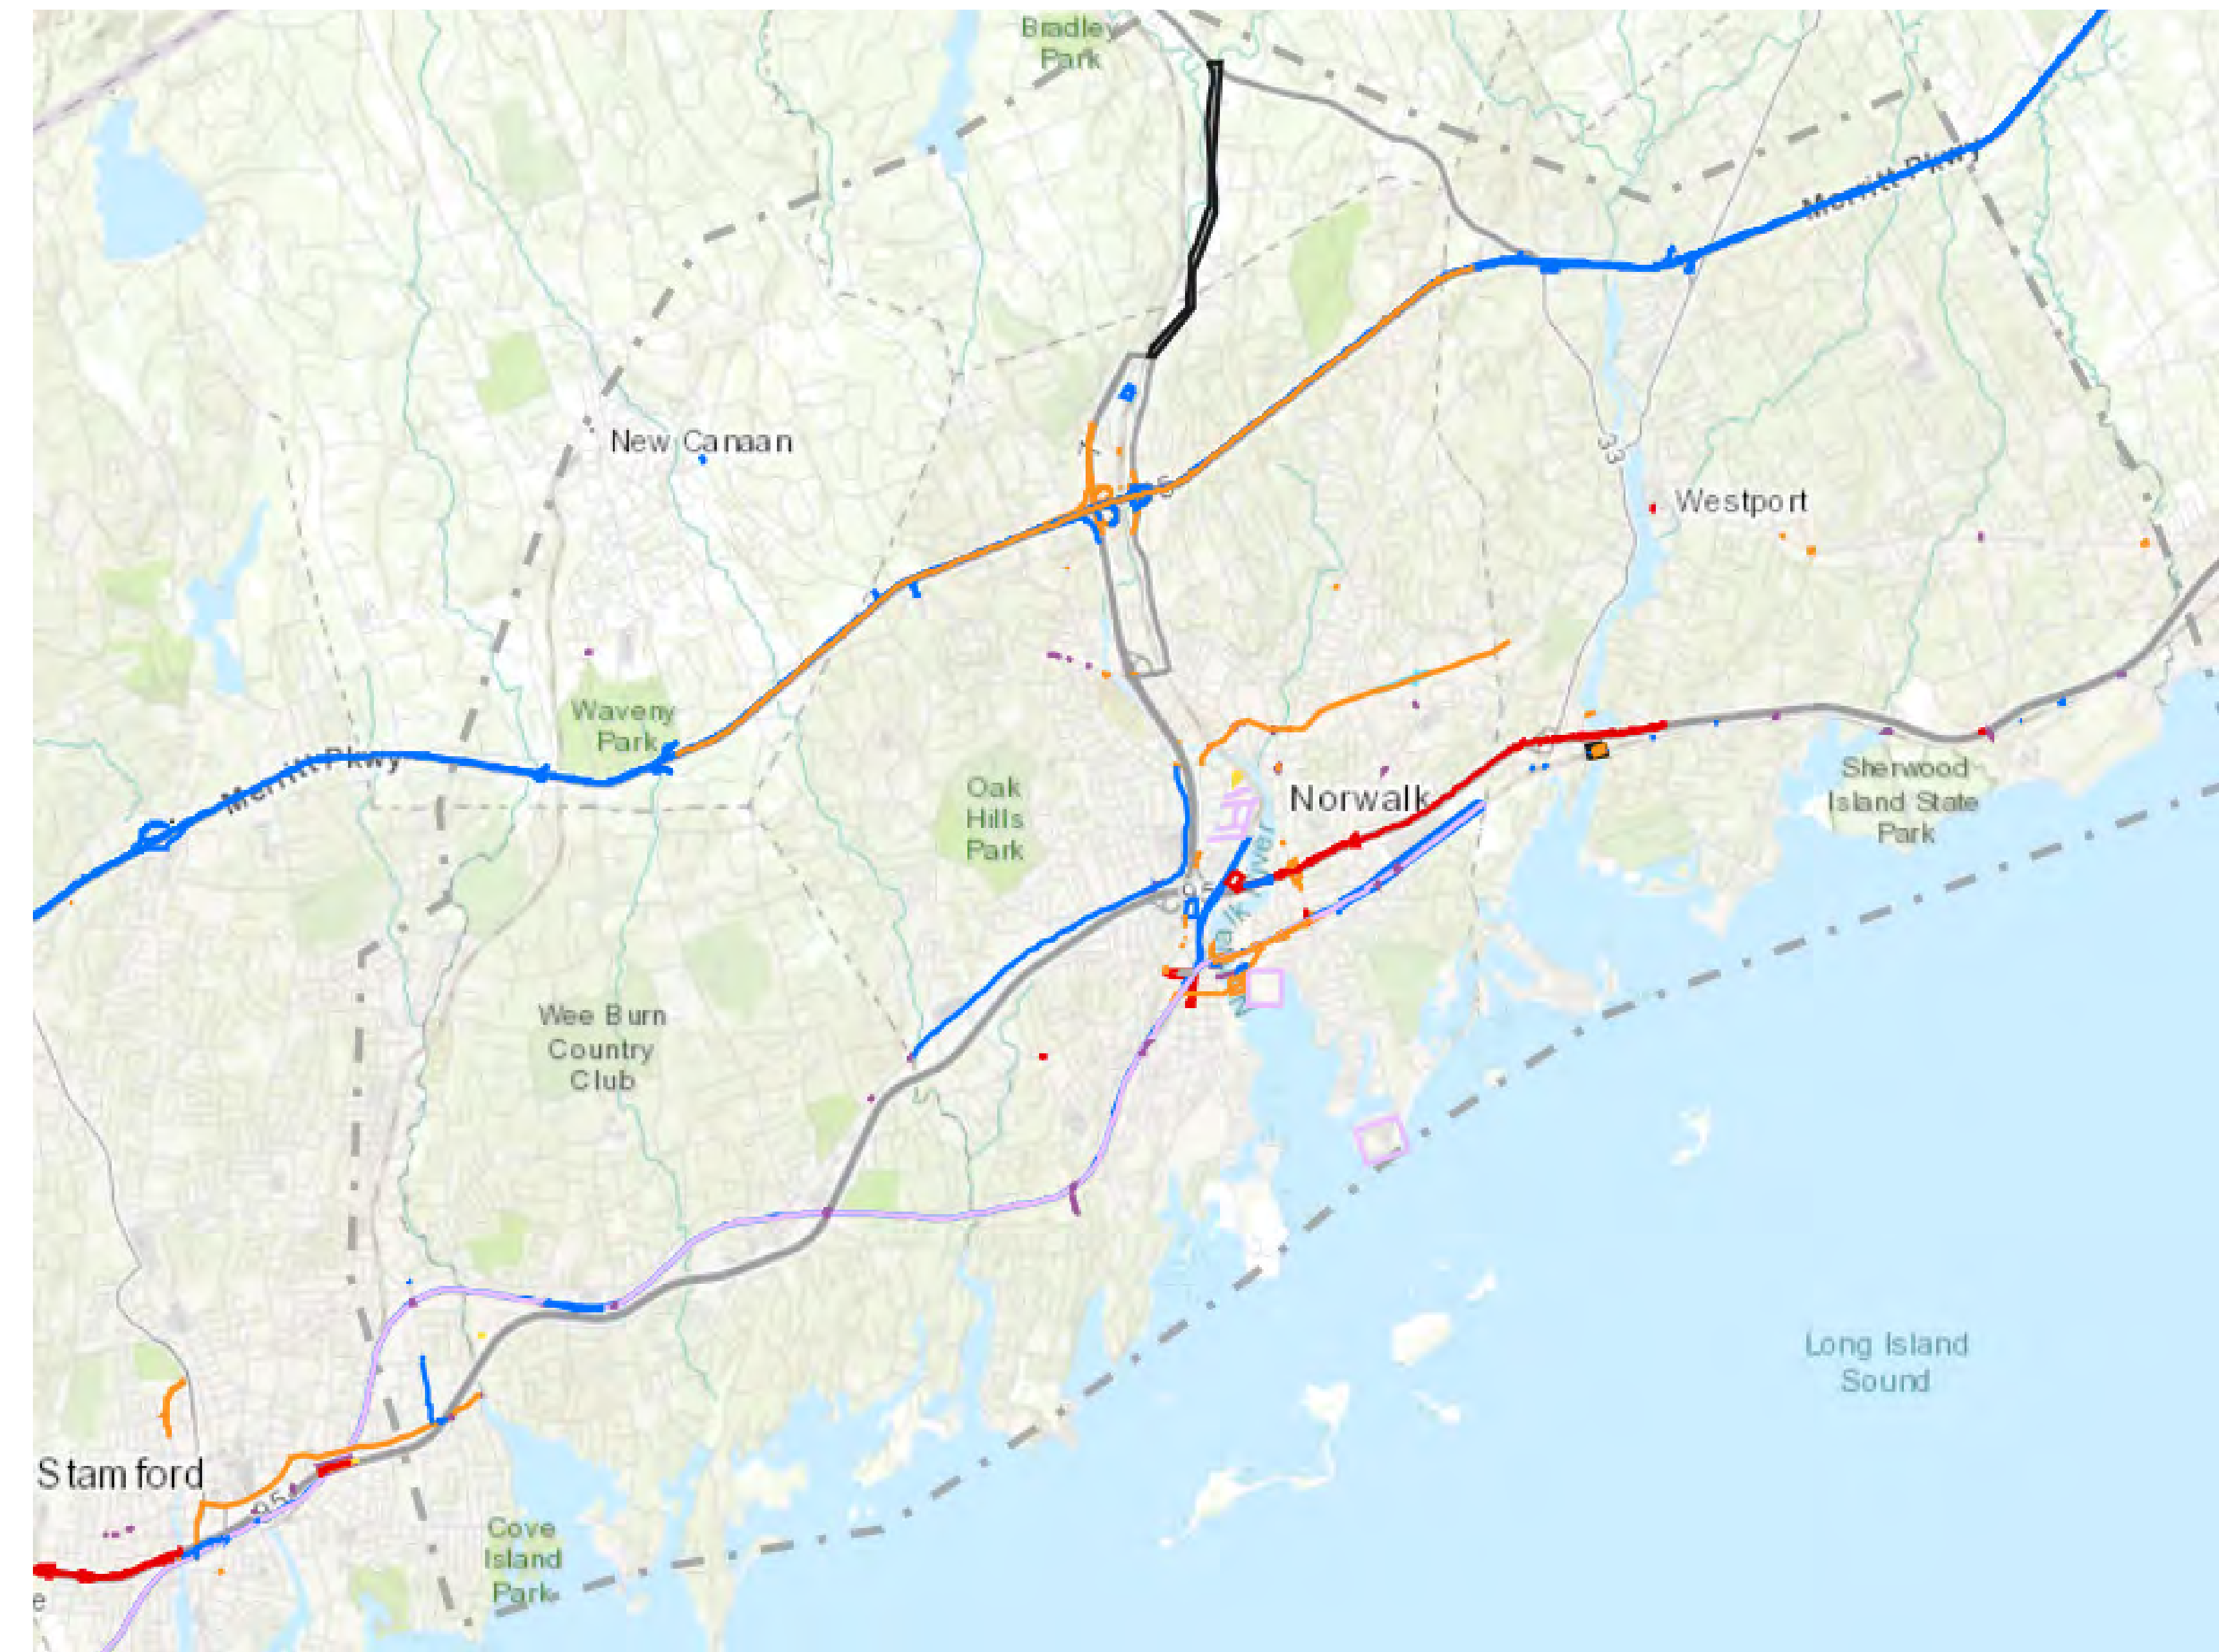 Bradley
Park
Merritt Pkwy
33
New Canaan
Westport
Waveny
Park
Merritt Pkwy
Oak
Hills
Park
Norwalk
Sherwood
Island State
Park
Wee Burn
Country
Club
Long Island
Sound
Stamford
95
Cove
Island
Park
e